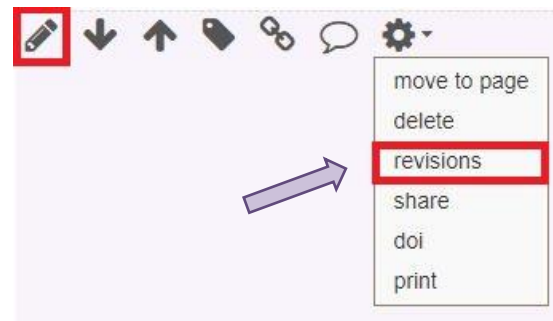 move to page
delete
revisions
share
doi
print